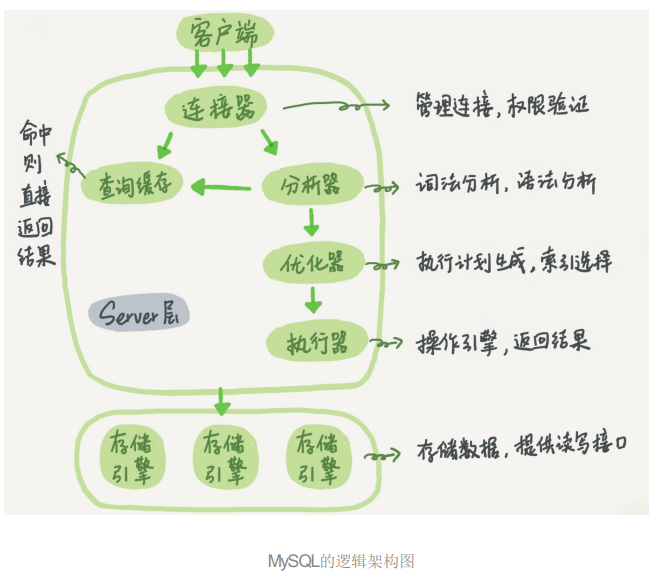 客户端
连接器
管理连接，权限验证
命中
则
直接
返回
结果
查询缓存
分析器
词法分析，语法分析
优化器
执行计划生成，索引选择
Server层
执行器
操作引擎，返回结果
存储
引擎
存储
引擎
存储
引擎
存储数据，提供读写接口
MySQL的逻辑架构图